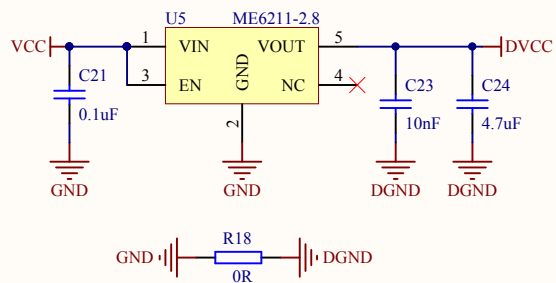 U5 ME6211-2.8
VCC 1 VIN VOUT 5 DVCC
3 EN GND NC 4
C21 C23 C24
0.1uF 10nF 4.7uF
2
GND GND DGND DGND
R18
GND DGND
0R